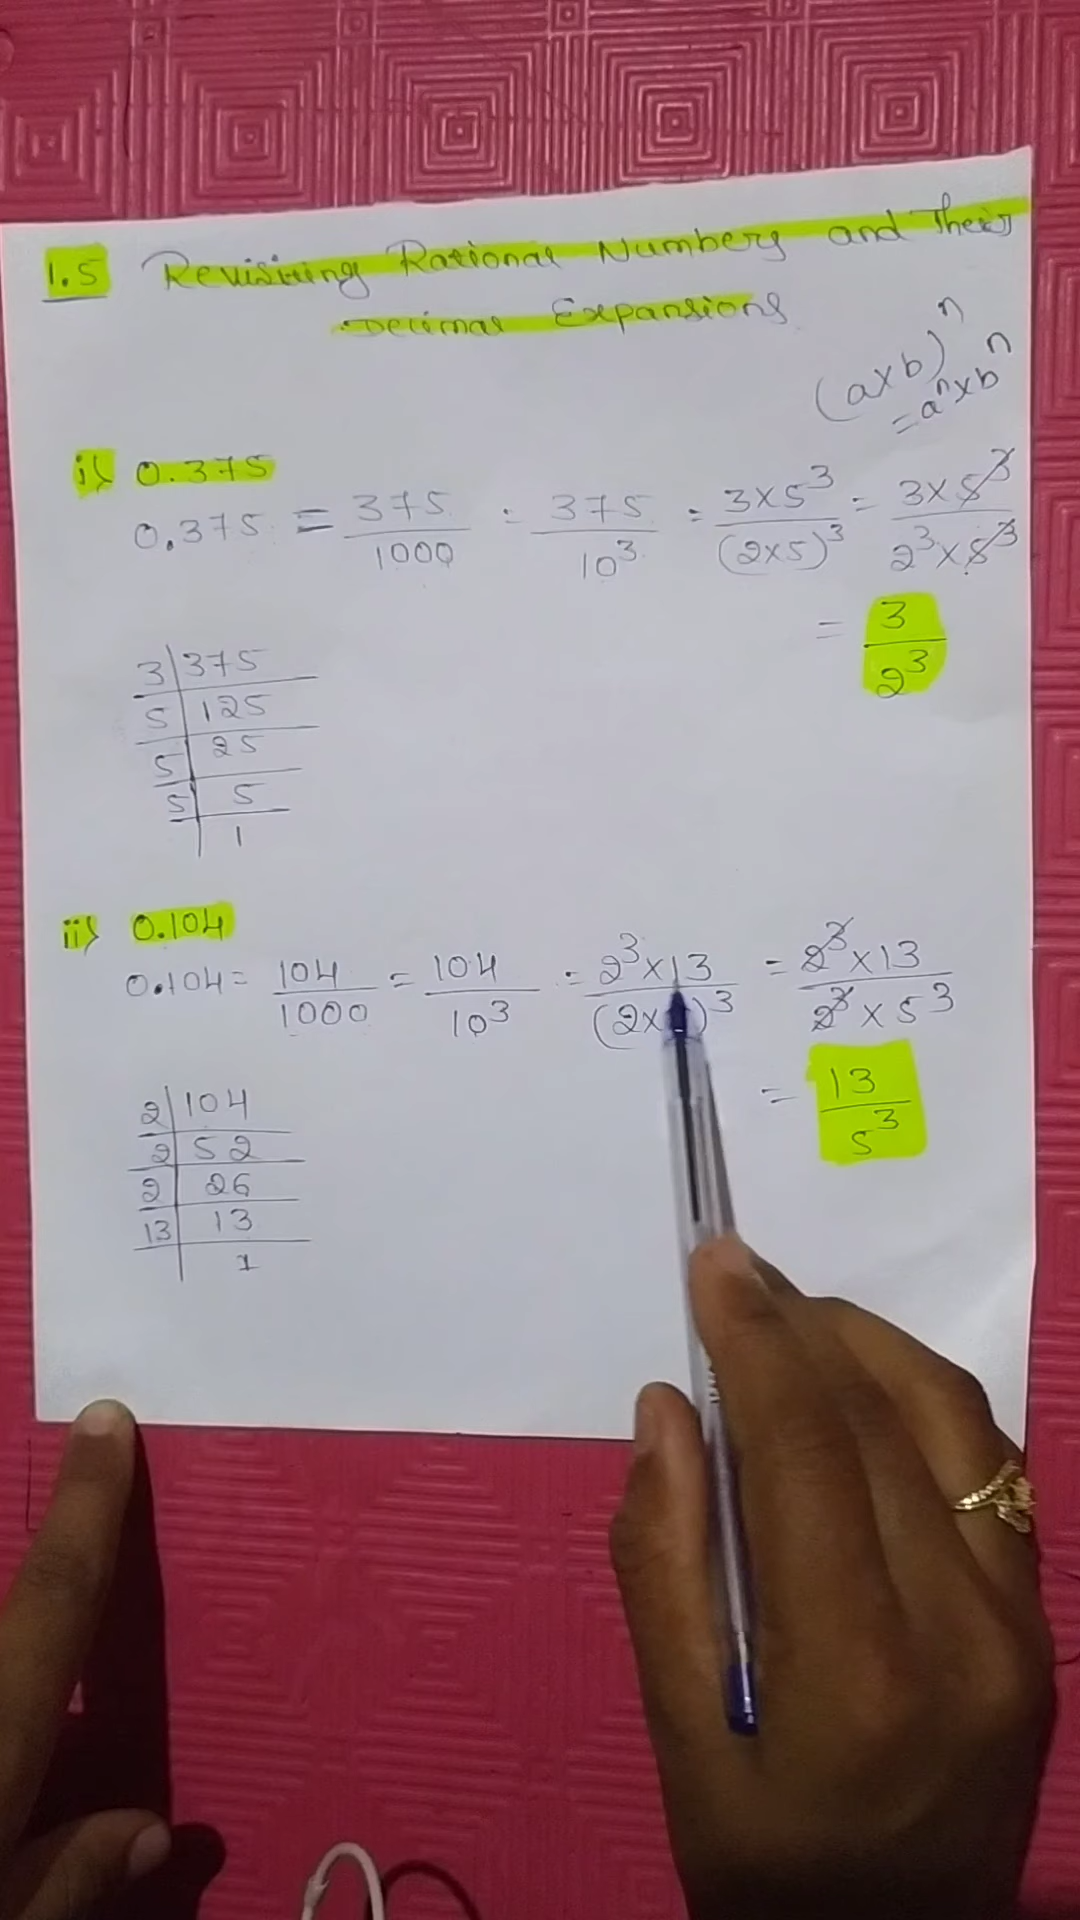 1.5 Revisiting Rational Numbers and Their
Decimal Expansions
(a×b)^n
= a^n × b^n
i) 0.375
0.375 = 375/1000 = 375/10^3 = 3×5^3/(2×5)^3 = 3×5^3/2^3×5^3
= 3/2^3
3 | 375
5 | 125
5 | 25
5 | 5
1
ii) 0.104
0.104 = 104/1000 = 104/10^3 = 2^3×13/(2× )^3 = 2^3×13/2^3×5^3
= 13/5^3
2 | 104
2 | 52
2 | 26
13 | 13
1